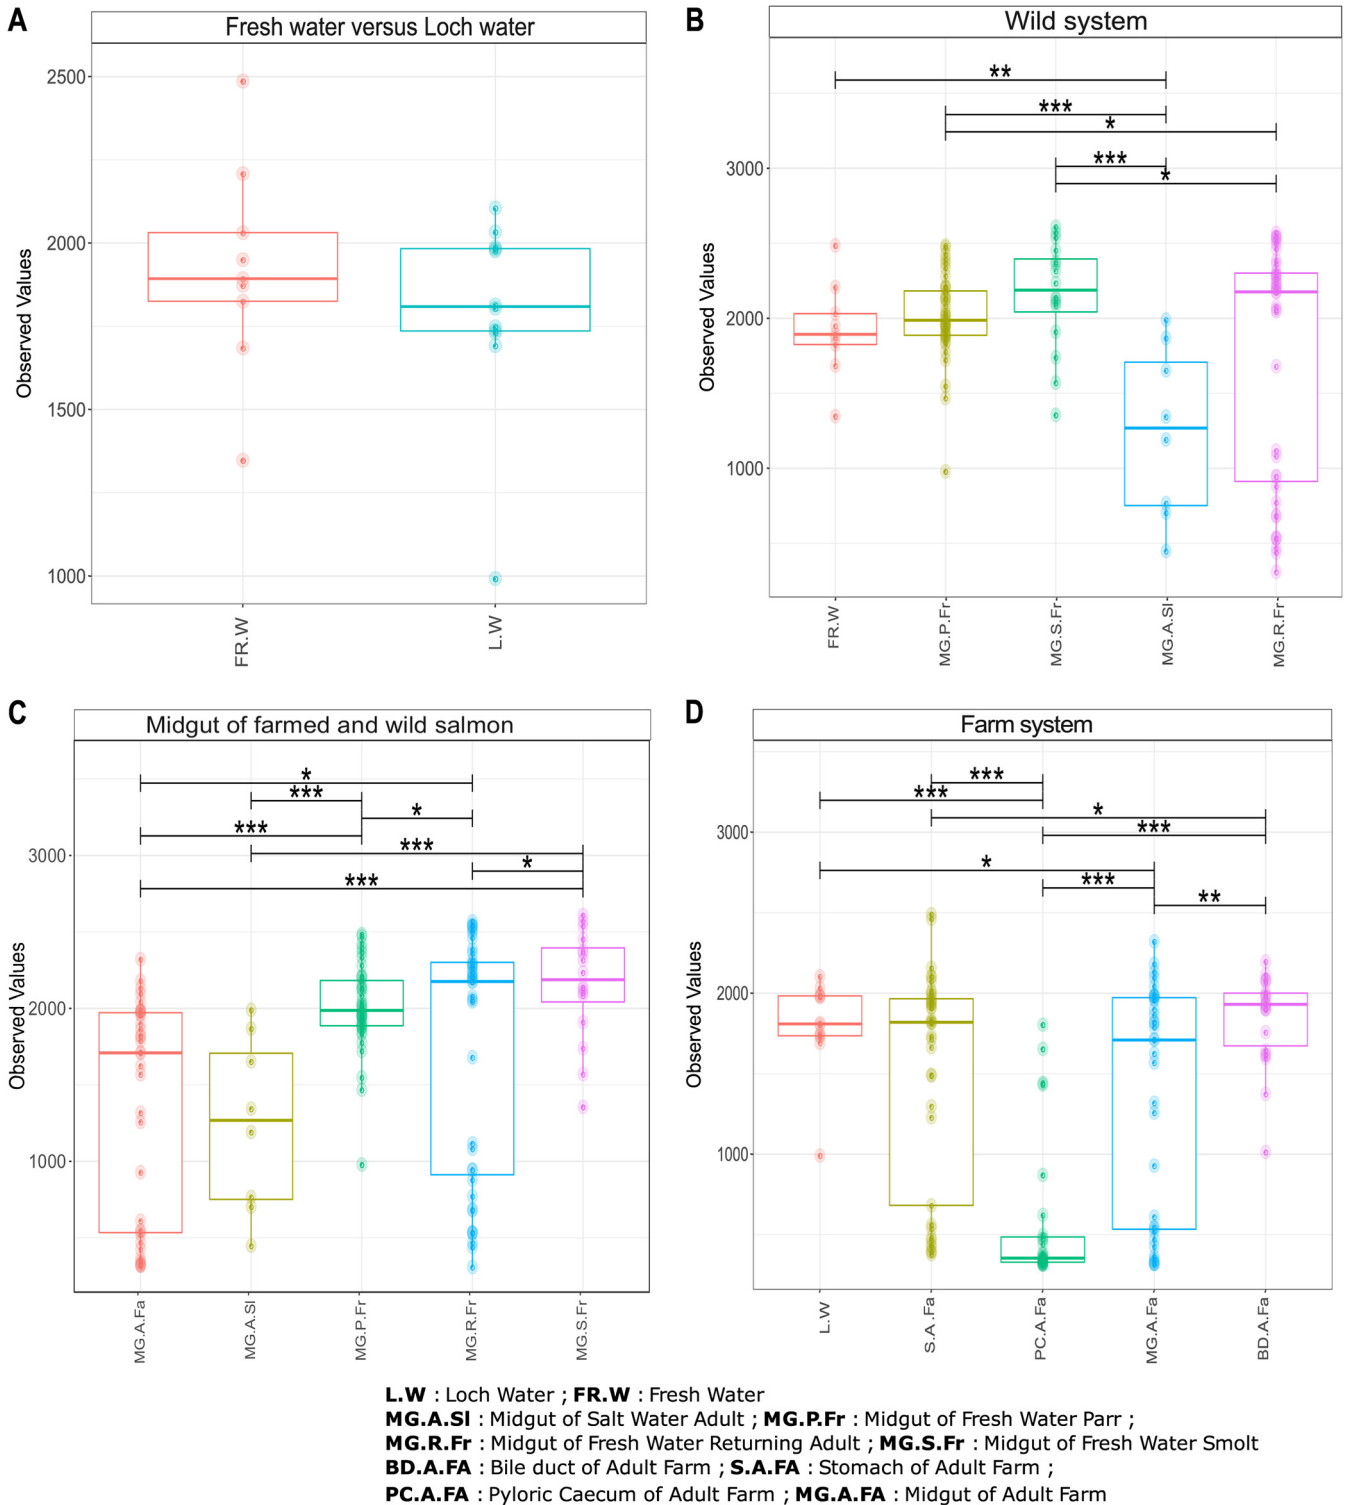 A
Fresh water versus Loch water
Observed Values
2500
2000
1500
1000
FR.W
L.W
B
Wild system
Observed Values
3000
2000
1000
**
***
*
***
*
FR.W
MG.P.Fr
MG.S.Fr
MG.A.Sl
MG.R.Fr
C
Midgut of farmed and wild salmon
Observed Values
3000
2000
1000
*
***
*
***
***
*
***
MG.A.Fa
MG.A.Sl
MG.P.Fr
MG.R.Fr
MG.S.Fr
D
Farm system
Observed Values
3000
2000
1000
***
***
*
***
*
***
**
L.W
S.A .Fa
PC.A.Fa
MG.A.Fa
BD.A.Fa
L.W : Loch Water ; FR.W : Fresh Water
MG.A.Sl : Midgut of Salt Water Adult ; MG.P.Fr : Midgut of Fresh Water Parr ;
MG.R.Fr : Midgut of Fresh Water Returning Adult ; MG.S.Fr : Midgut of Fresh Water Smolt
BD.A.FA : Bile duct of Adult Farm ; S.A.FA : Stomach of Adult Farm ;
PC.A.FA : Pyloric Caecum of Adult Farm ; MG.A.FA : Midgut of Adult Farm